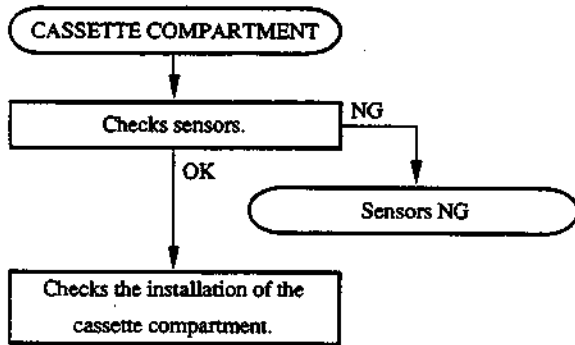 CASSETTE COMPARTMENT
Checks sensors.
NG
OK
Sensors NG
Checks the installation of the
cassette compartment.